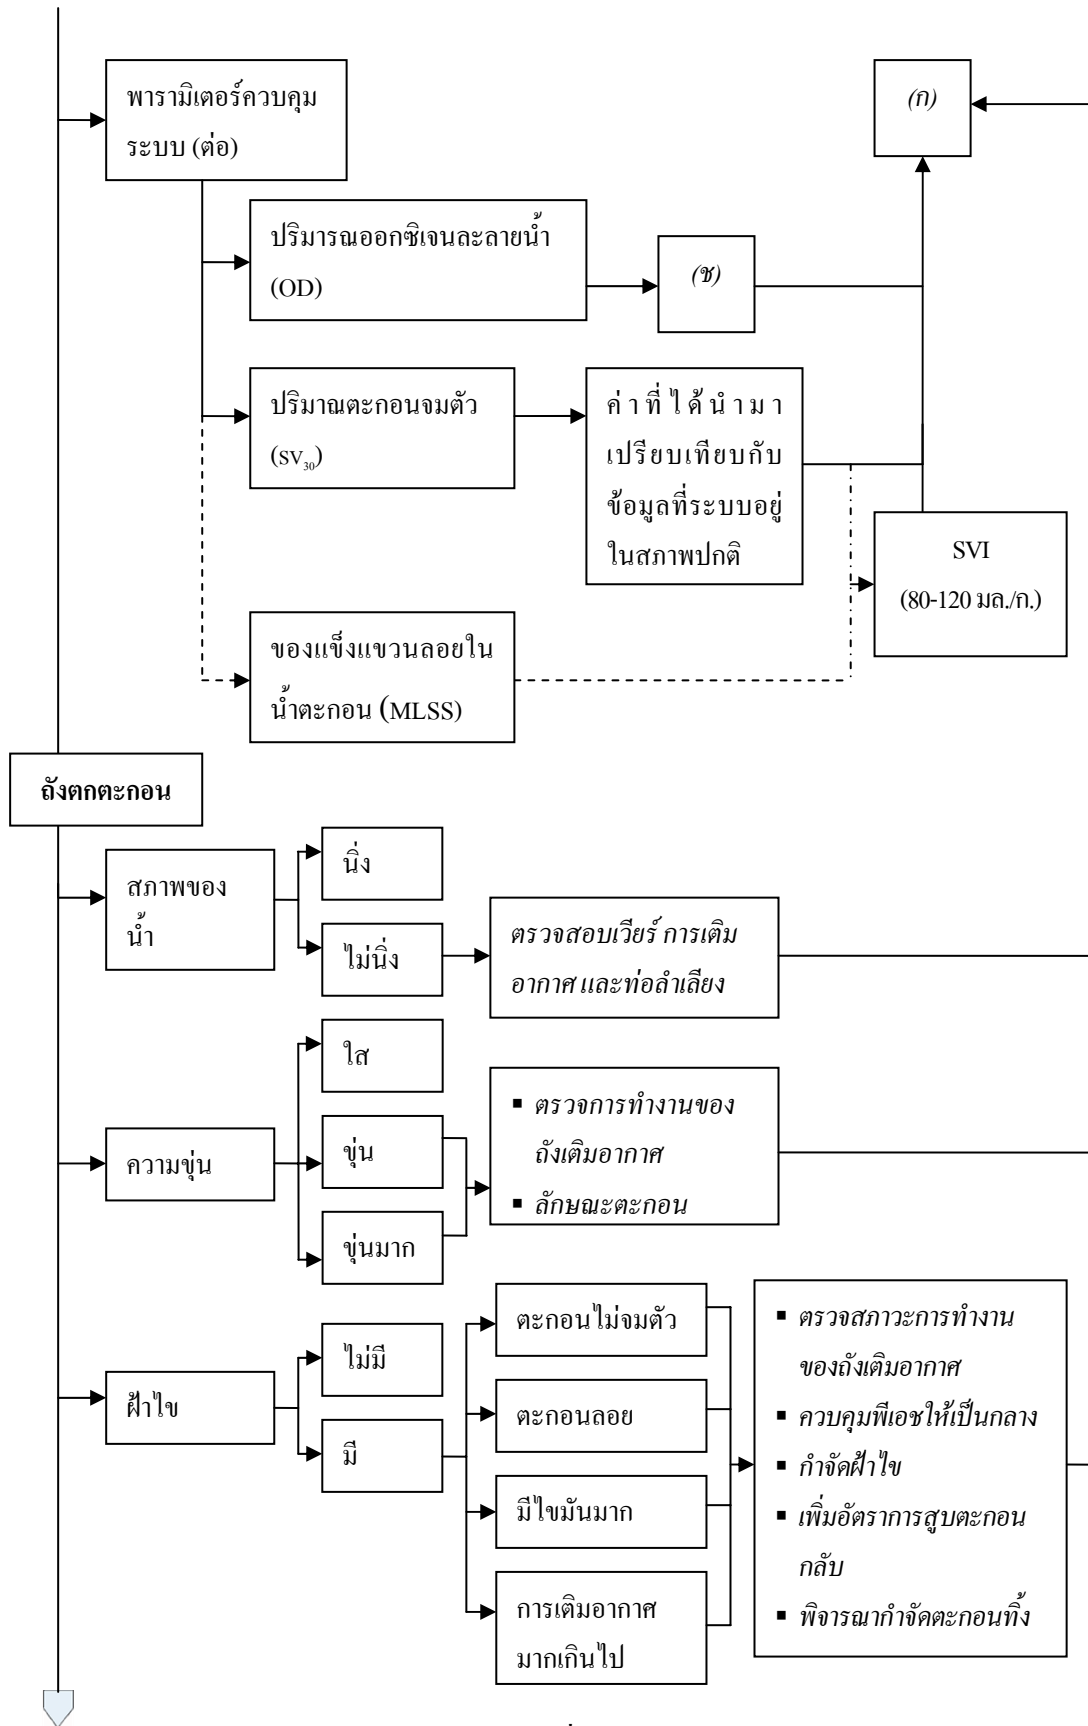 พารามิเตอร์ควบคุม
ระบบ (ต่อ)
(ก)
ปริมารณออกซิเจนละลายน้ำ
(OD)
(ช)
ปริมาณตะกอนจมตัว
(SV30)
ค่าที่ได้นำมา
เปรียบเทียบกับ
ข้อมูลที่ระบบอยู่
ในสภาพปกติ
SVI
(80-120 มล./ก.)
ของแข็งแขวนลอยใน
น้ำตะกอน (MLSS)
ถังตกตะกอน
สภาพของ
น้ำ
นิ่ง
ไม่นิ่ง
ตรวจสอบเวียร์ การเติม
อากาศ และท่อลำเลียง
ความขุ่น
ใส
ขุ่น
ขุ่นมาก
▪ ตรวจการทำงานของ
ถังเติมอากาศ
▪ ลักษณะตะกอน
ฝ้าไข
ไม่มี
มี
ตะกอนไม่จมตัว
ตะกอนลอย
มีไขมันมาก
การเติมอากาศ
มากเกินไป
▪ ตรวจสภาวะการทำงาน
ของถังเติมอากาศ
▪ ควบคุมพีเอชให้เป็นกลาง
▪ กำจัดฝ้าไข
▪ เพิ่มอัตราการสูบตะกอน
กลับ
▪ พิจารณากำจัดตะกอนทิ้ง